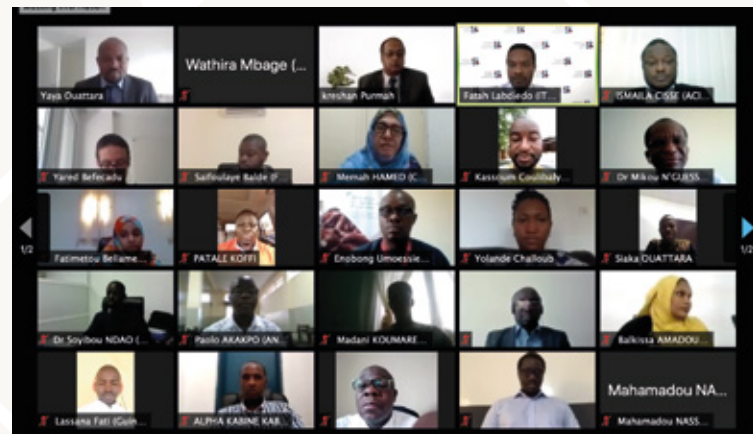 Yaya Ouattara
Wathira Mbage (...
kreshan Purmah
Fatah Labdiedo (IT...
ISMAILA CISSE (ACI...
Yared Befecadu
Saifoulaye Balde (F...
Memah HAMED (C...
Kassoum Coulibaly...
Dr Mikou N'GUESS...
Fatimetou Bellame...
PATALE KOFFI
Enobong Umoessie...
Yolande Challoub
Siaka OUATTARA
1/2
1/2
Dr Soyibou NDAO (...
Paolo AKAKPO (AN...
Madani KOUMARE...
Balkissa AMADOU...
Lassana Fati (Guin...
ALPHA KABINE KAB...
Mahamadou NA...
Mahamadou NASS...